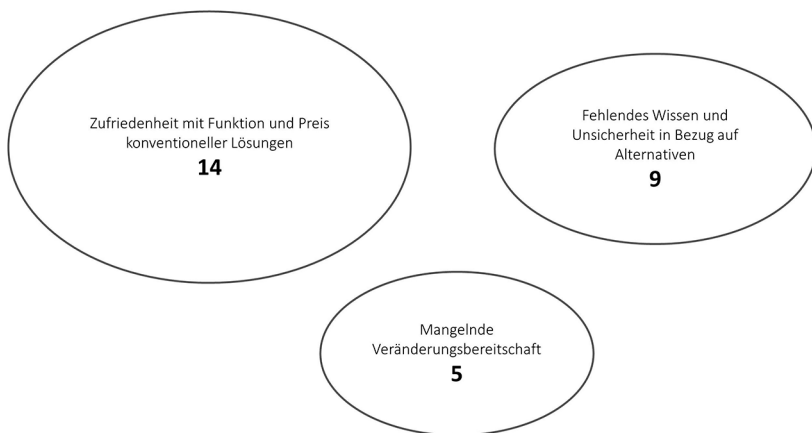 Zufriedenheit mit Funktion und Preis
konventioneller Lösungen
14
Fehlendes Wissen und
Unsicherheit in Bezug auf
Alternativen
9
Mangelnde
Veränderungsbereitschaft
5